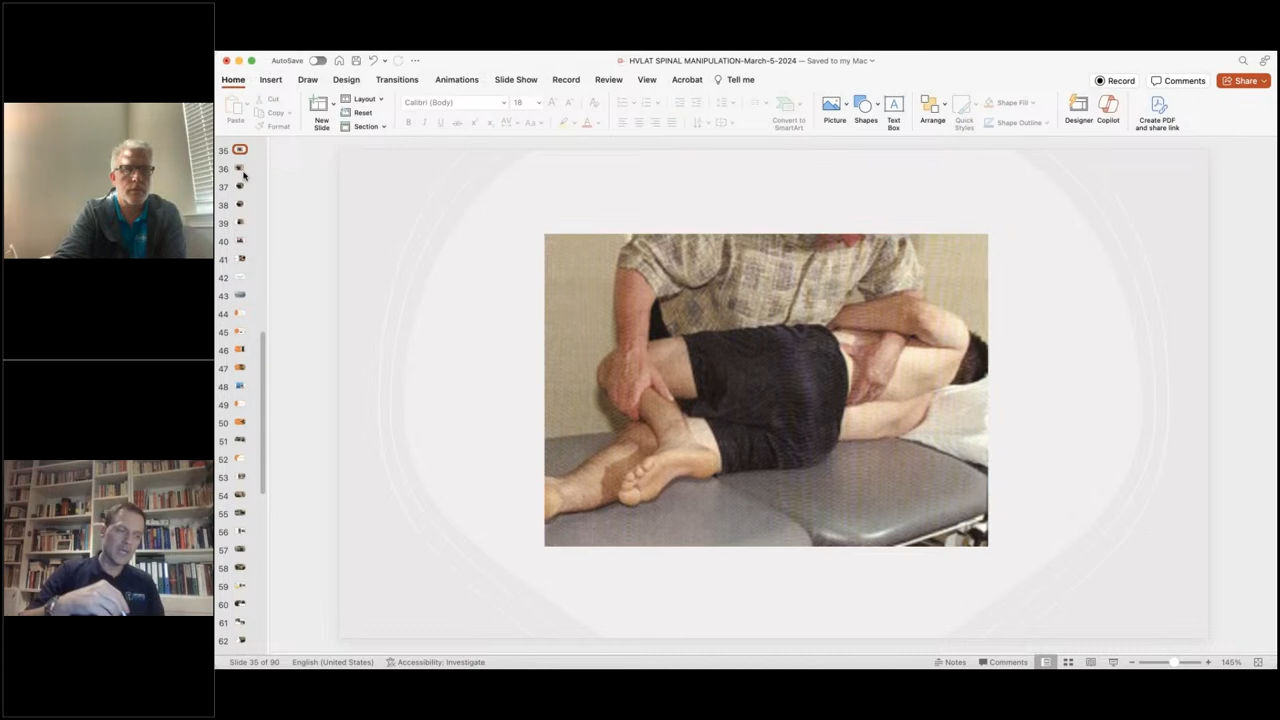 AutoSave
HVLAT SPINAL MANIPULATION-March-5-2024 — Saved to my Mac
Home Insert Draw Design Transitions Animations Slide Show Record Review View Acrobat Tell me
Record Comments Share
Paste
Cut
Copy
Format
New Slide
Layout
Reset
Section
Calibri (Body) 18
Convert to SmartArt
Picture Shapes Text Box Arrange Quick Styles
Shape Fill
Shape Outline
Designer Copilot
Create PDF and share link
35
36
37
38
39
40
41
42
43
44
45
46
47
48
49
50
51
52
53
54
55
56
57
58
59
60
61
62
Slide 35 of 90 English (United States) Accessibility: Investigate Notes Comments 145%